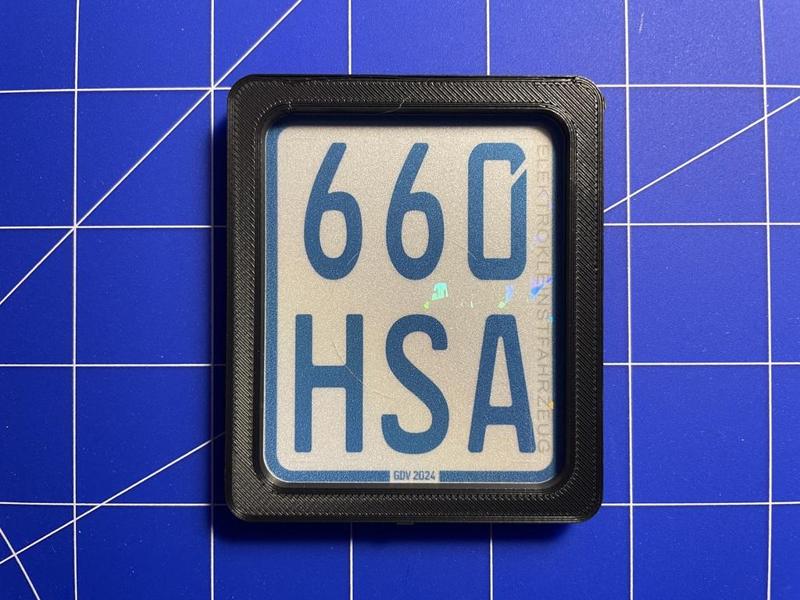 660
HSA
ELEKTROKLEINSTFAHRZEUG
GDV 2024